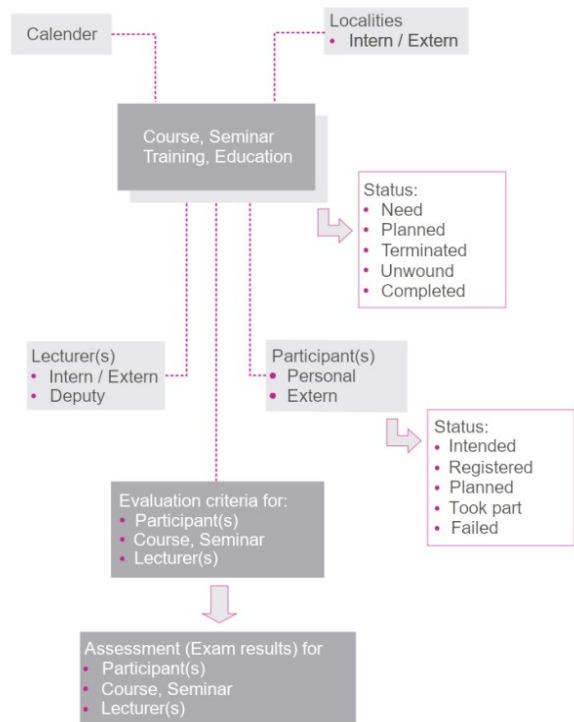 Calender
Localities
• Intern / Extern
Course, Seminar
Training, Education
Status:
• Need
• Planned
• Terminated
• Unwound
• Completed
Lecturer(s)
• Intern / Extern
• Deputy
Participant(s)
• Personal
• Extern
Status:
• Intended
• Registered
• Planned
• Took part
• Failed
Evaluation criteria for:
• Participant(s)
• Course, Seminar
• Lecturer(s)
Assessment (Exam results) for
• Participant(s)
• Course, Seminar
• Lecturer(s)